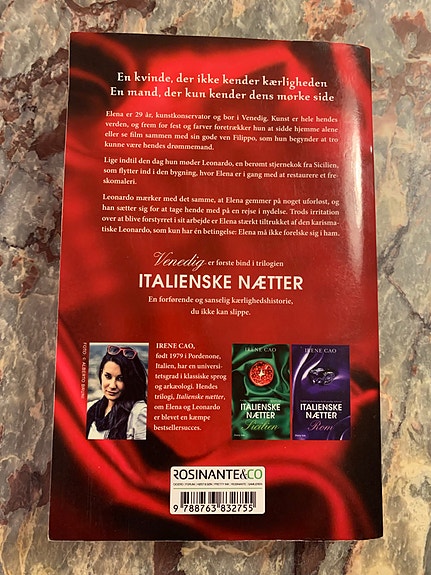 En kvinde, der ikke kender kærligheden
En mand, der kun kender dens mørke side
Elena er 29 år, kunstkonservator og bor i Venedig. Kunst er hele hendes
verden, og frem for fest og farver foretrækker hun at sidde hjemme alene
eller se film sammen med sin gode ven Filippo, som hun begynder at tro
kunne være hendes drømmemand.
Lige indtil den dag hun møder Leonardo, en berømt stjernekok fra Sicilien,
som flytter ind i den bygning, hvor Elena er i gang med at restaurere et fre-
skomaleri.
Leonardo mærker med det samme, at Elena gemmer på noget uforløst, og
han sætter sig for at tage hende med på en rejse i nydelse. Trods irritation
over at blive forstyrret i sit arbejde er Elena stærkt tiltrukket af den karisma-
tiske Leonardo, som kun har én betingelse: Elena må ikke forelske sig i ham.
Venedig er første bind i trilogien
ITALIENSKE NÆTTER
En forførende og sanselig kærlighedshistorie,
du ikke kan slippe.
IRENE CAO,
født 1979 i Pordenone,
Italien, har en universi-
tetsgrad i klassiske sprog
og arkæologi. Hendes
trilogi, Italienske nætter,
om Elena og Leonardo
er blevet en kæmpe
bestsellersucces.
IRENE CAO
ITALIENSKE
NÆTTER
Sicilien
IRENE CAO
ITALIENSKE
NÆTTER
Rom
ROSINANTE&CO
9 788763 832755